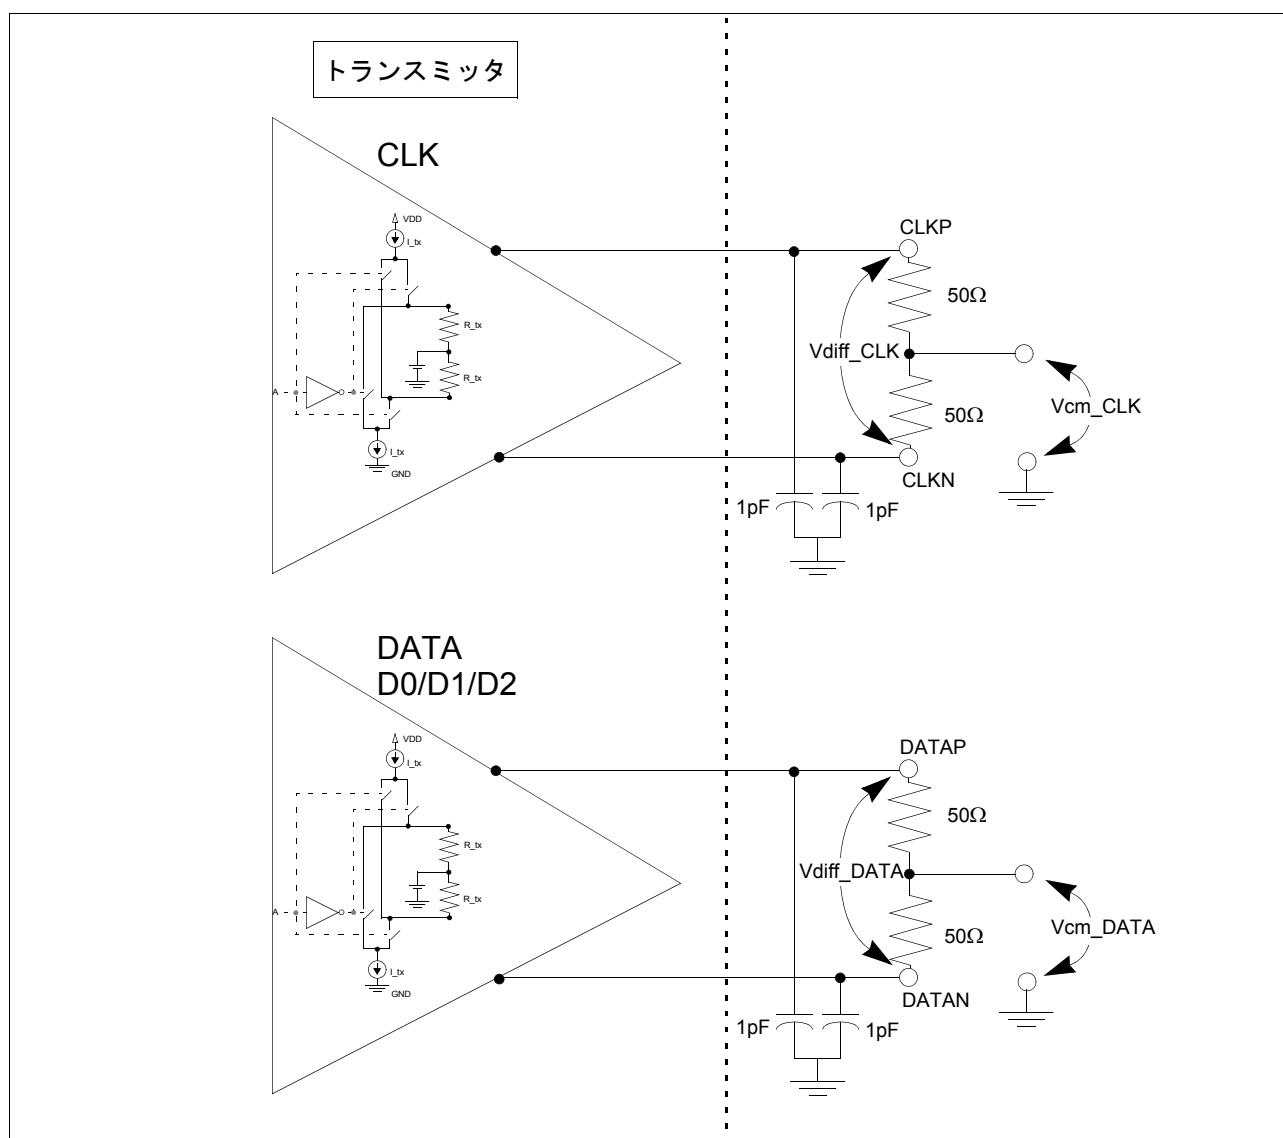 トランスミッタ
CLK
VDD
I_tx
R_tx
R_tx
A
I_tx
GND
CLKP
50Ω
Vdiff_CLK
50Ω
CLKN
Vcm_CLK
1pF
1pF
DATA
D0/D1/D2
VDD
I_tx
R_tx
R_tx
A
I_tx
GND
DATAP
50Ω
Vdiff_DATA
50Ω
DATAN
Vcm_DATA
1pF
1pF